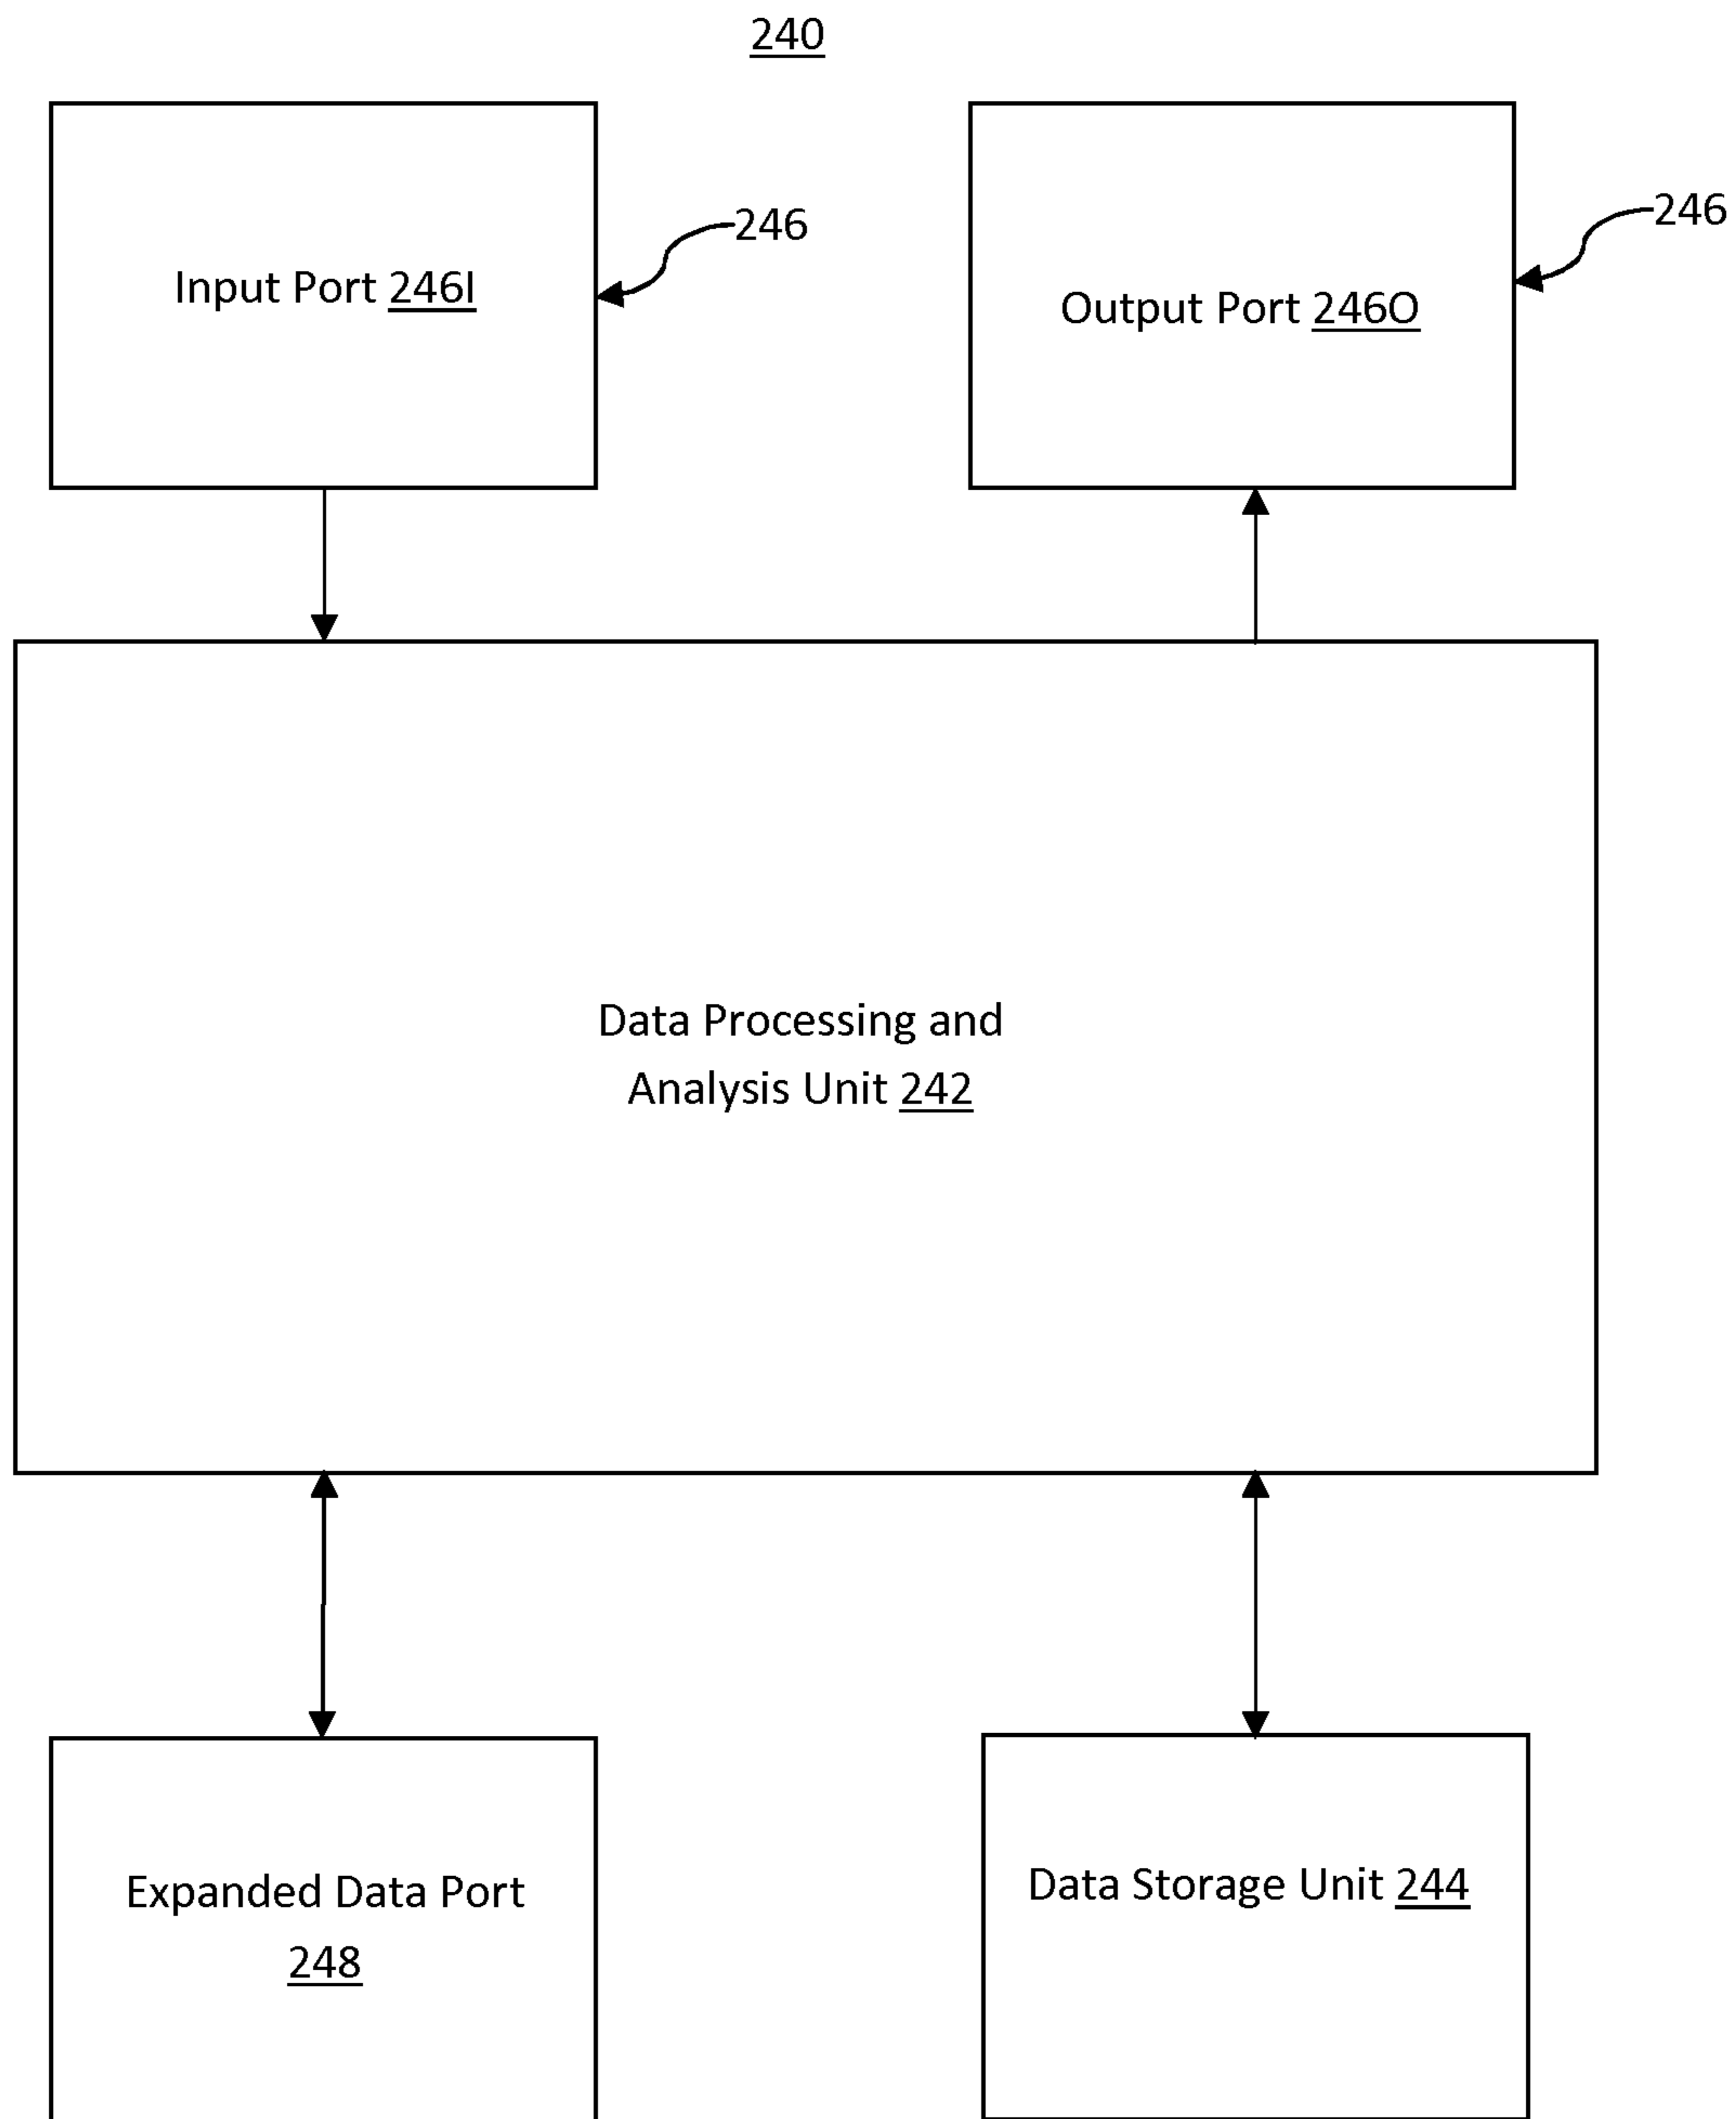 240
246
246
Input Port 246I
Output Port 246O
Data Processing and
Analysis Unit 242
Expanded Data Port
248
Data Storage Unit 244